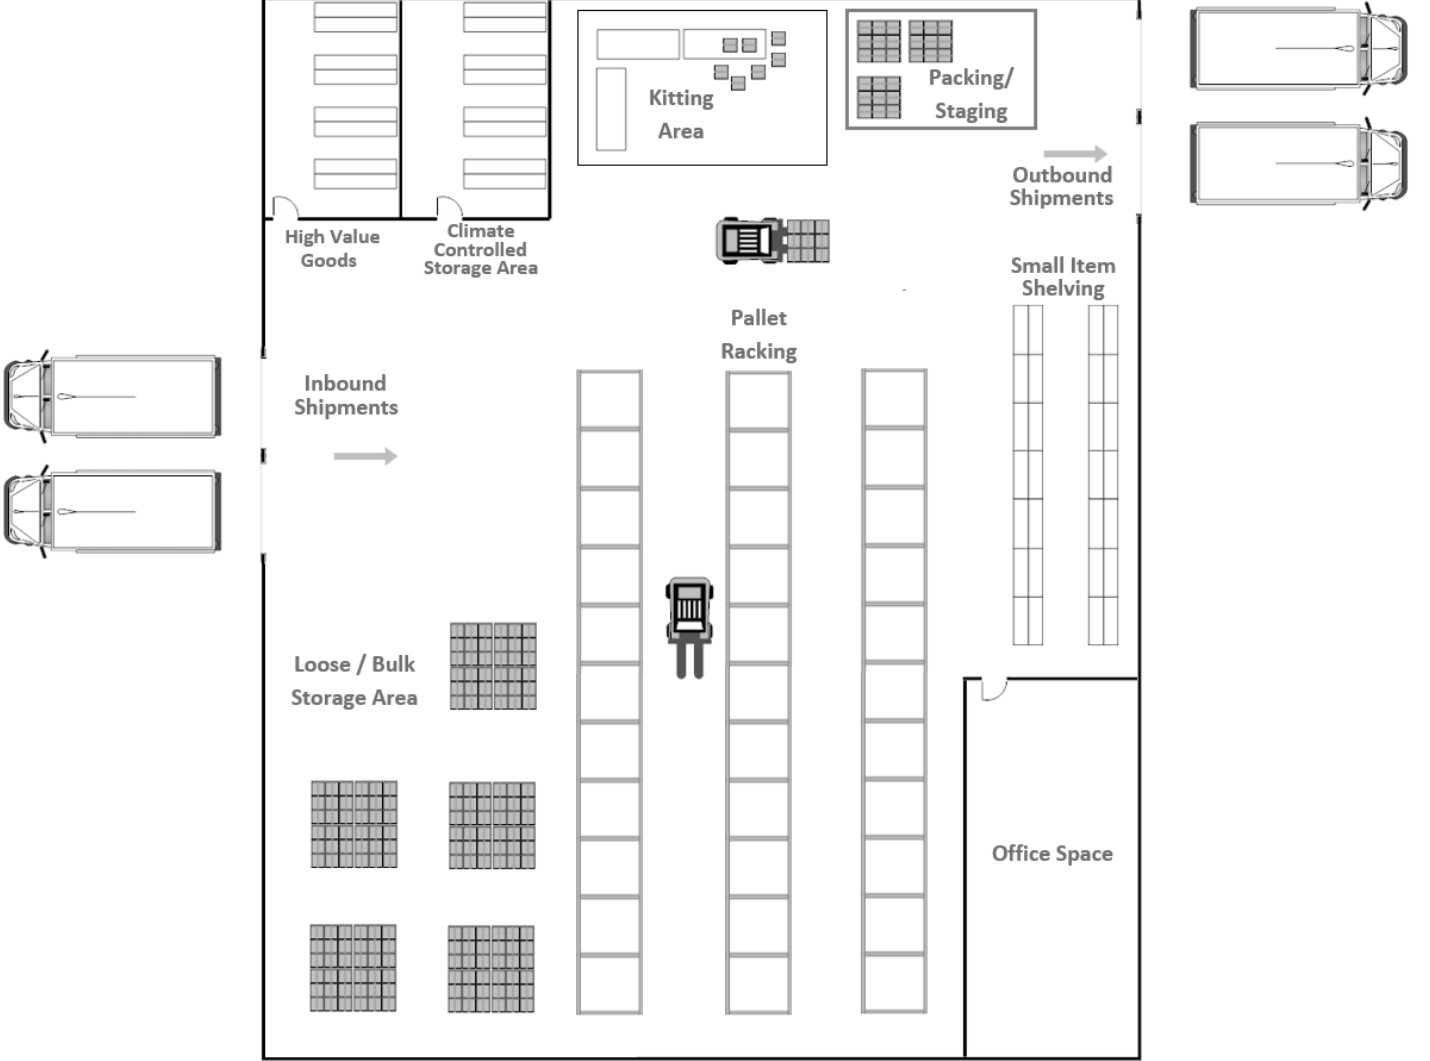 Kitting
Area
Packing/
Staging
Outbound
Shipments
High Value
Goods
Climate
Controlled
Storage Area
Small Item
Shelving
Pallet
Racking
Inbound
Shipments
Loose / Bulk
Storage Area
Office Space